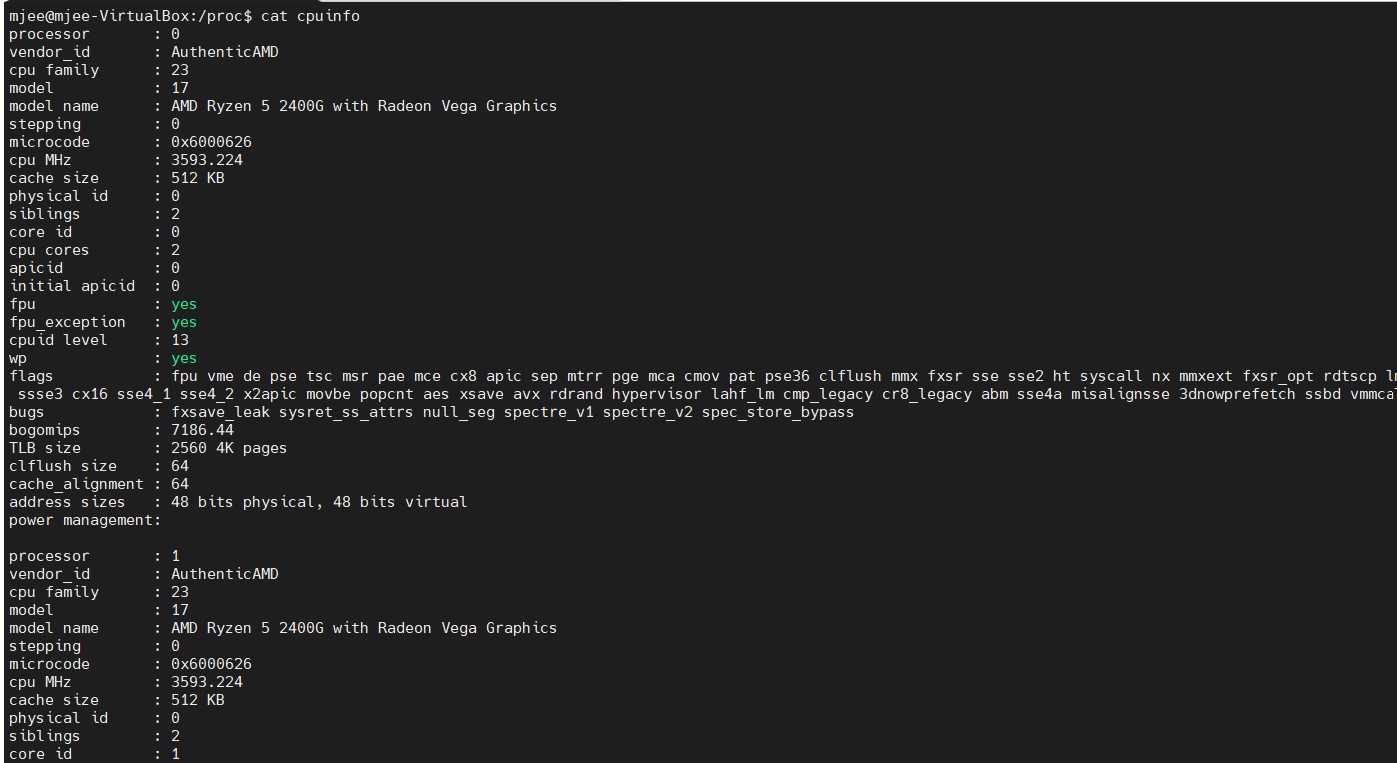 mjee@mjee-VirtualBox:/proc$ cat cpuinfo
processor : 0
vendor_id : AuthenticAMD
cpu family : 23
model : 17
model name : AMD Ryzen 5 2400G with Radeon Vega Graphics
stepping : 0
microcode : 0x6000626
cpu MHz : 3593.224
cache size : 512 KB
physical id : 0
siblings : 2
core id : 0
cpu cores : 2
apicid : 0
initial apicid : 0
fpu : yes
fpu_exception : yes
cpuid level : 13
wp : yes
flags : fpu vme de pse tsc msr pae mce cx8 apic sep mtrr pge mca cmov pat pse36 clflush mmx fxsr sse sse2 ht syscall nx mmxext fxsr_opt rdtscp
ssse3 cx16 sse4_1 sse4_2 x2apic movbe popcnt aes xsave avx rdrand hypervisor lahf_lm cmp_legacy cr8_legacy abm sse4a misalignsse 3dnowprefetch ssbd vmmca
bugs : fxsave_leak sysret_ss_attrs null_seg spectre_v1 spectre_v2 spec_store_bypass
bogomips : 7186.44
TLB size : 2560 4K pages
clflush size : 64
cache_alignment : 64
address sizes : 48 bits physical, 48 bits virtual
power management:
processor : 1
vendor_id : AuthenticAMD
cpu family : 23
model : 17
model name : AMD Ryzen 5 2400G with Radeon Vega Graphics
stepping : 0
microcode : 0x6000626
cpu MHz : 3593.224
cache size : 512 KB
physical id : 0
siblings : 2
core id : 1